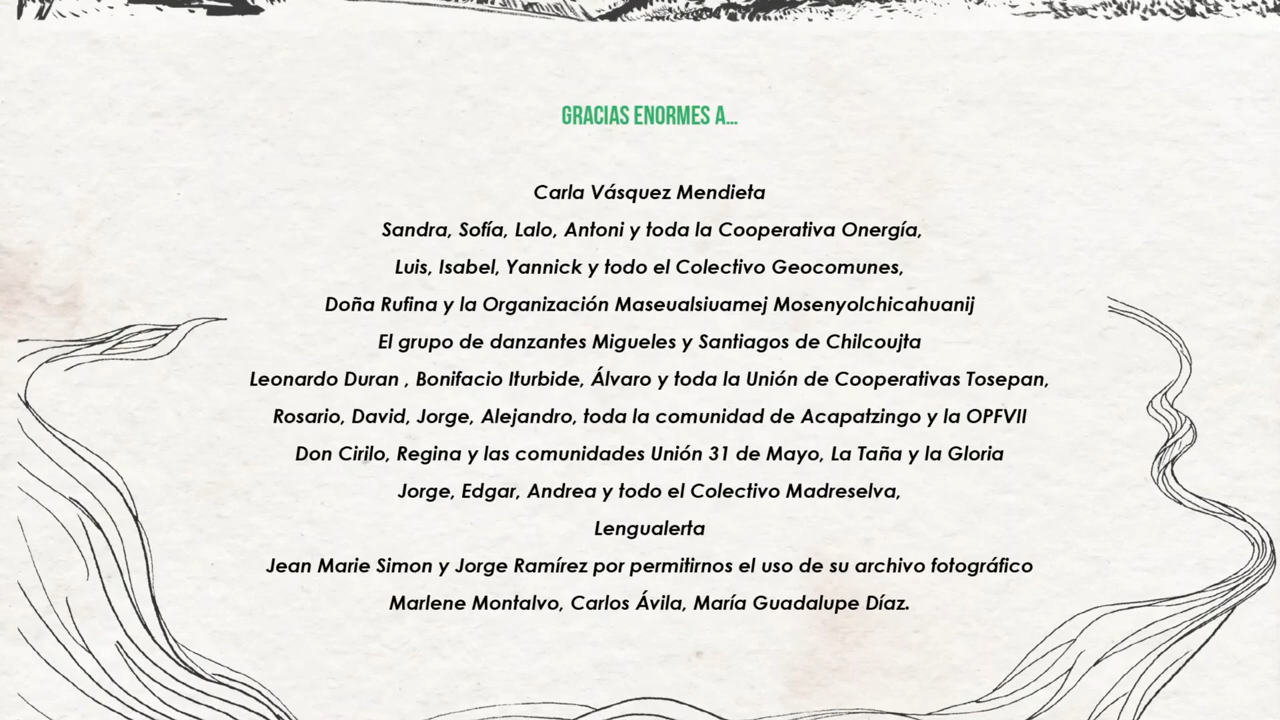 GRACIAS ENORMES A...
Carla Vásquez Mendieta
Sandra, Sofía, Lalo, Antoni y toda la Cooperativa Onergía,
Luis, Isabel, Yannick y todo el Colectivo Geocomunes,
Doña Rufina y la Organización Maseualsiuamej Mosenyolchicahuanij
El grupo de danzantes Migueles y Santiagos de Chilcoujta
Leonardo Duran , Bonifacio Iturbide, Álvaro y toda la Unión de Cooperativas Tosepan,
Rosario, David, Jorge, Alejandro, toda la comunidad de Acapatzingo y la OPFVII
Don Cirilo, Regina y las comunidades Unión 31 de Mayo, La Taña y la Gloria
Jorge, Edgar, Andrea y todo el Colectivo Madreselva,
Lengualerta
Jean Marie Simon y Jorge Ramírez por permitirnos el uso de su archivo fotográfico
Marlene Montalvo, Carlos Ávila, María Guadalupe Díaz.